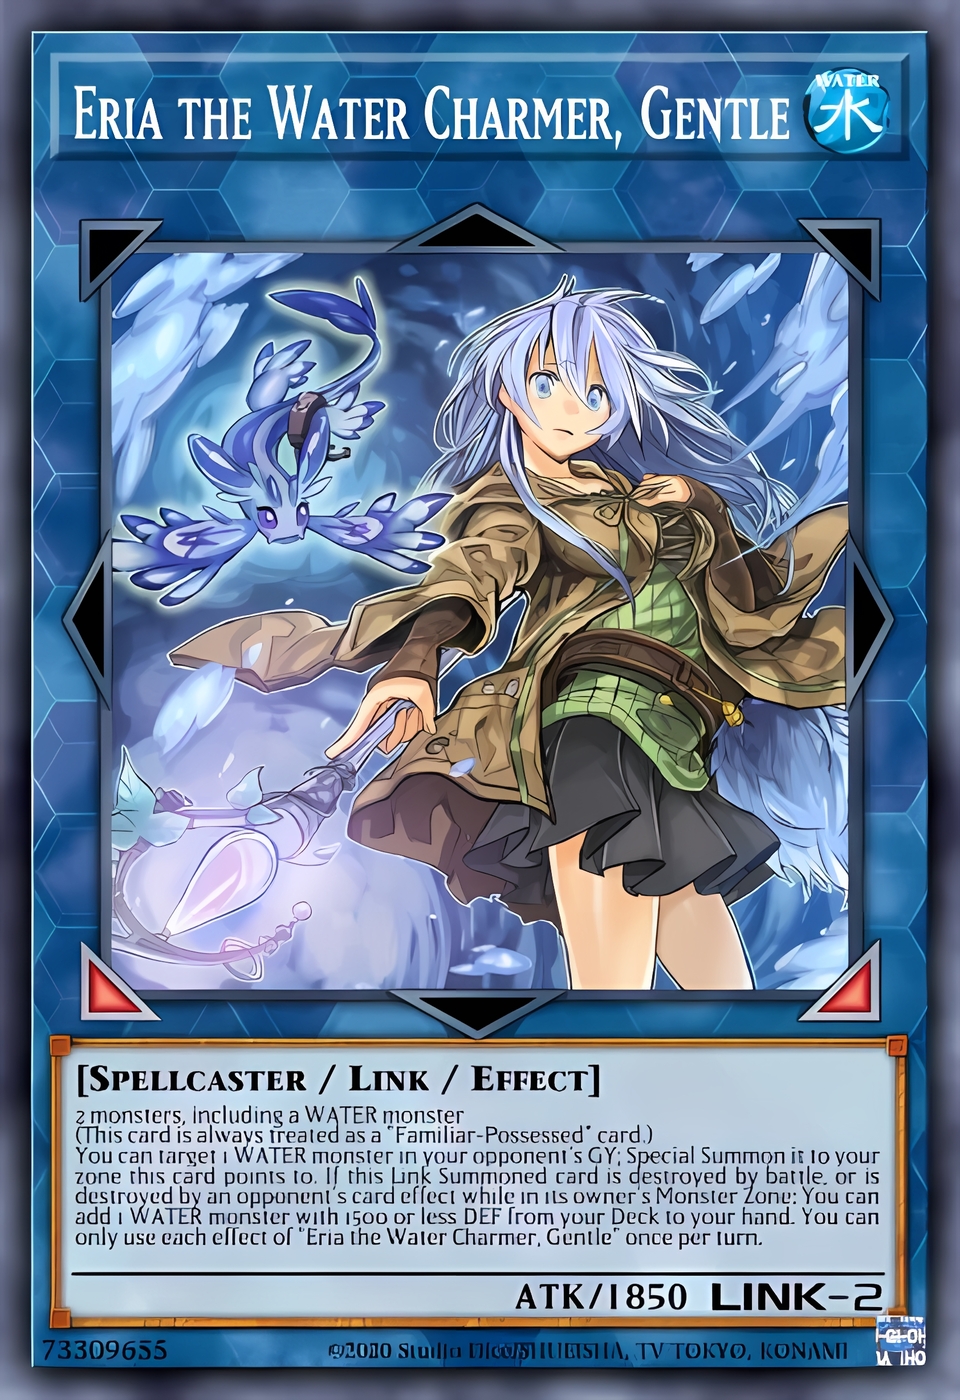 ERIA THE WATER CHARMER, GENTLE
WATER
水
[SPELLCASTER / LINK / EFFECT]
2 monsters, including a WATER monster
(This card is always treated as a "Familiar-Possessed" card.)
You can target 1 WATER monster in your opponent's GY; Special Summon it to your
zone this card points to. If this Link Summoned card is destroyed by battle, or is
destroyed by an opponent's card effect while in its owner's Monster Zone: You can
add 1 WATER monster with 1500 or less DEF from your Deck to your hand. You can
only use each effect of "Eria the Water Charmer, Gentle" once per turn.
ATK/1850 LINK-2
73309655
TV TOKYO, KONAMI